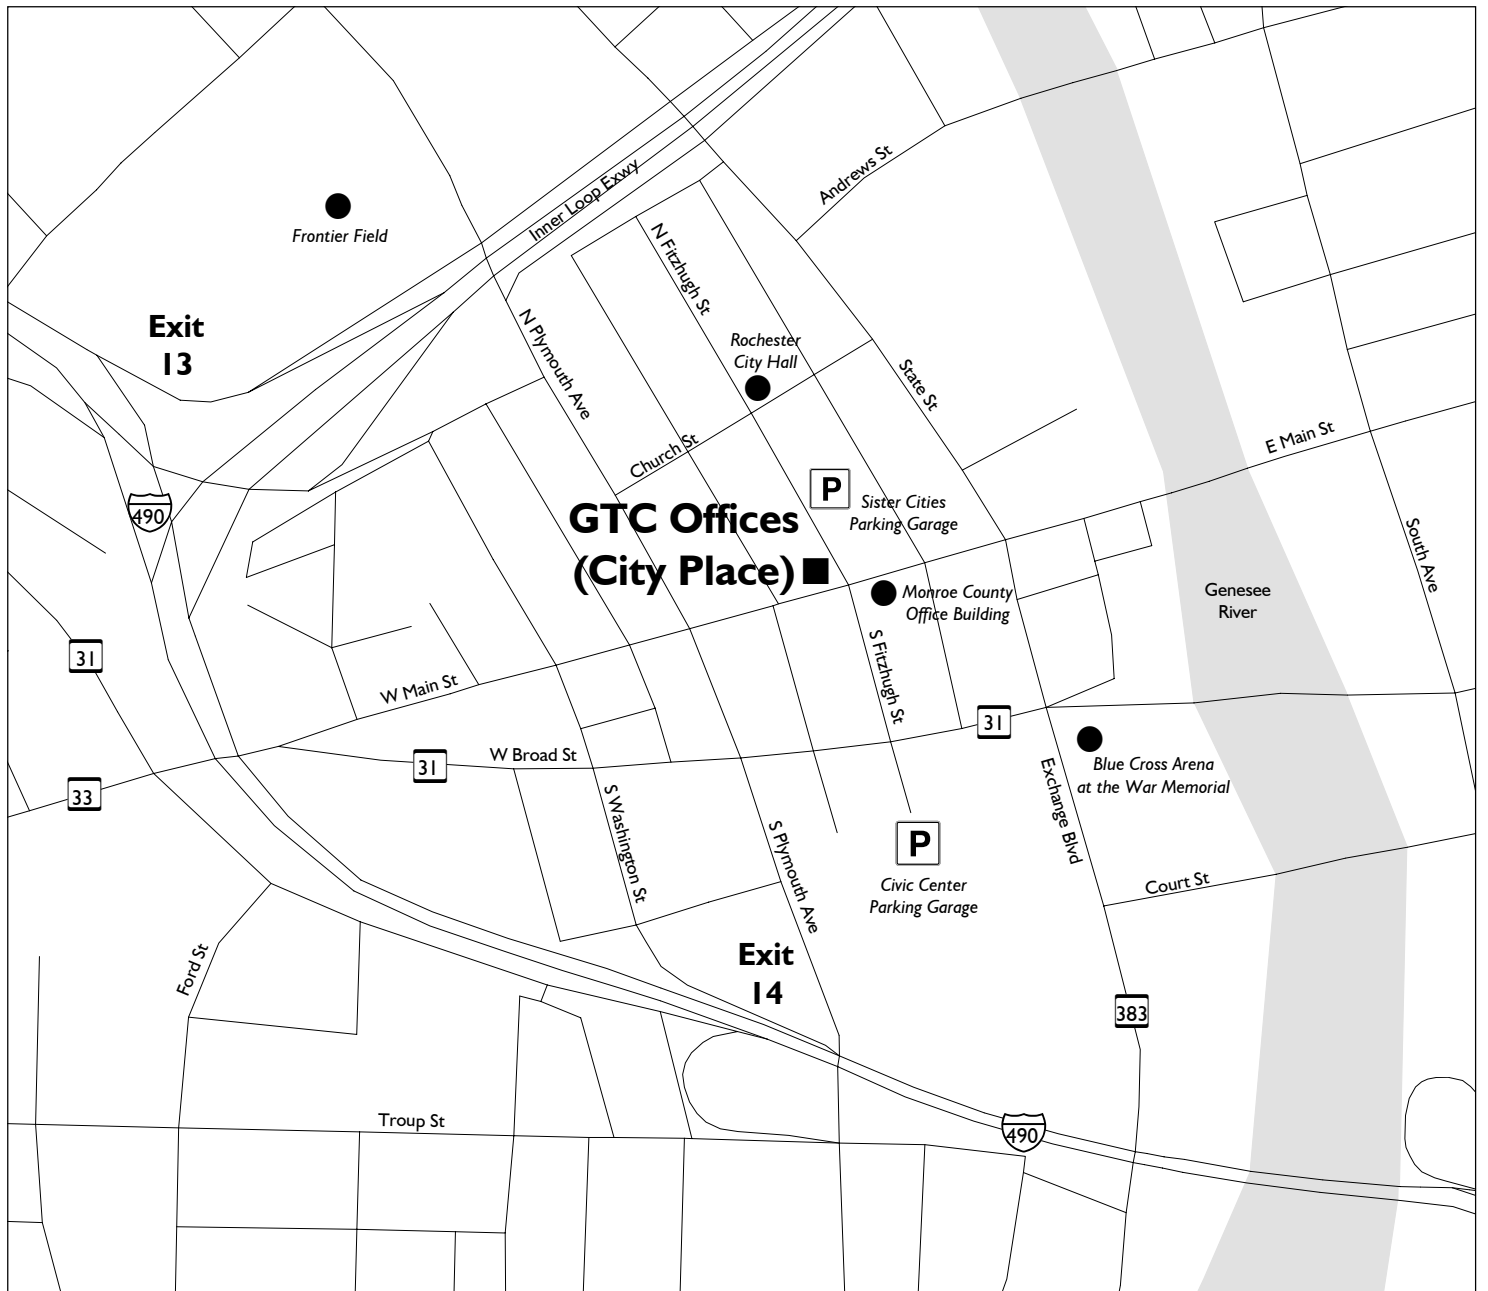 Andrews St
Inner Loop Exwy
Frontier Field
N Fitzhugh St
Exit
13
N Plymouth Ave
Rochester
City Hall
State St
Church St
E Main St
P
Sister Cities
Parking Garage
490
GTC Offices
(City Place)
South Ave
Monroe County
Office Building
Genesee
River
31
S Fitzhugh St
W Main St
31
W Broad St
31
Blue Cross Arena
at the War Memorial
33
S Washington St
S Plymouth Ave
Exchange Blvd
P
Civic Center
Parking Garage
Court St
Ford St
Exit
14
383
Troup St
490